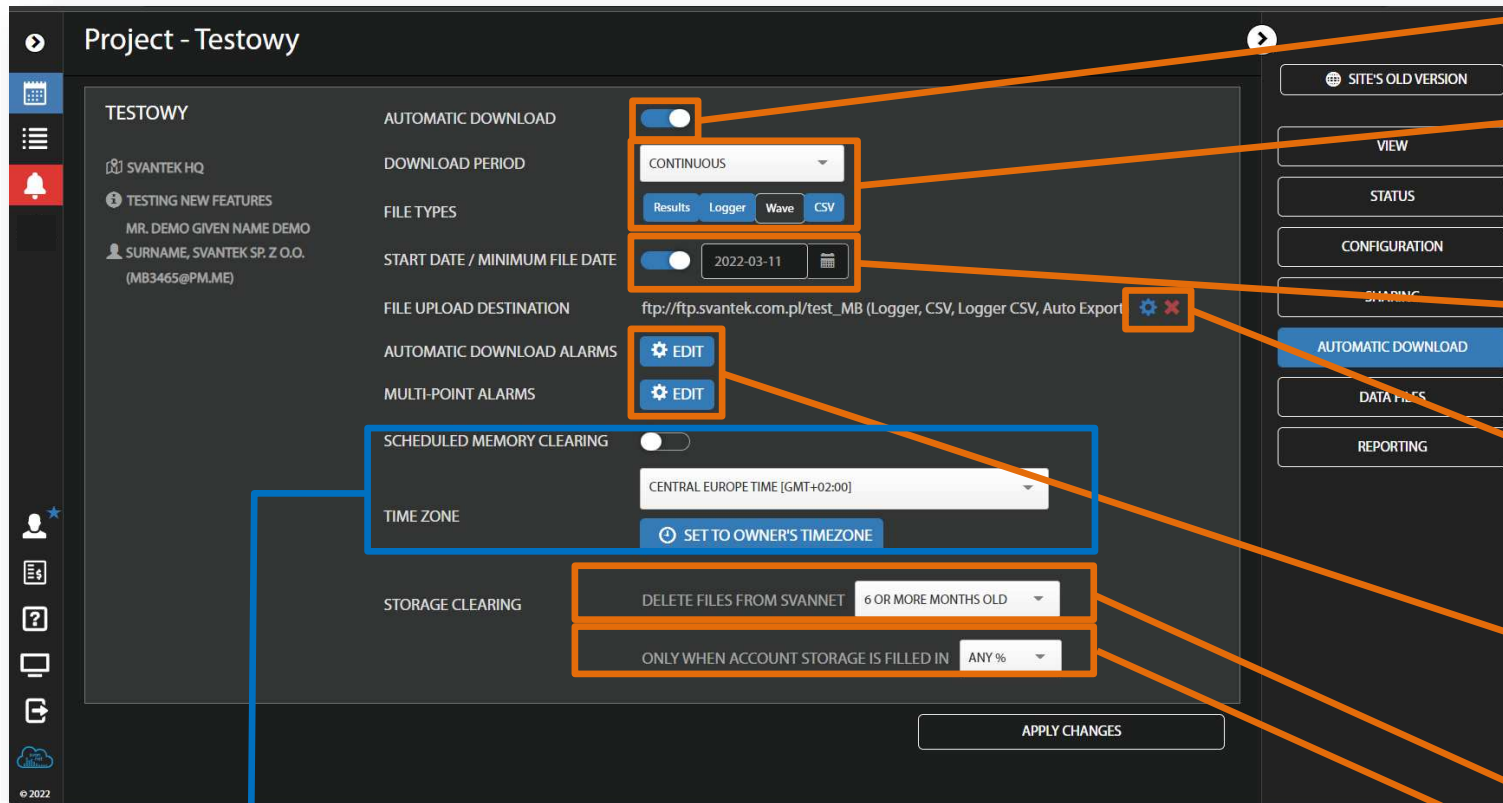 Project - Testowy
TESTOWY
SVANTEK HQ
TESTING NEW FEATURES
MR. DEMO GIVEN NAME DEMO
SURNAME, SVANTEK SP. Z O.O.
(MB3465@PM.ME)
AUTOMATIC DOWNLOAD
DOWNLOAD PERIOD
CONTINUOUS
FILE TYPES
Results Logger Wave CSV
START DATE / MINIMUM FILE DATE
2022-03-11
FILE UPLOAD DESTINATION
ftp://ftp.svantek.com.pl/test_MB (Logger, CSV, Logger CSV, Auto Export
AUTOMATIC DOWNLOAD ALARMS
EDIT
MULTI-POINT ALARMS
EDIT
SCHEDULED MEMORY CLEARING
CENTRAL EUROPE TIME [GMT+02:00]
TIME ZONE
SET TO OWNER'S TIMEZONE
STORAGE CLEARING
DELETE FILES FROM SVANNET
6 OR MORE MONTHS OLD
ONLY WHEN ACCOUNT STORAGE IS FILLED IN
ANY %
APPLY CHANGES
SITE'S OLD VERSION
VIEW
STATUS
CONFIGURATION
SHARING
AUTOMATIC DOWNLOAD
DATA FILES
REPORTING
© 2022